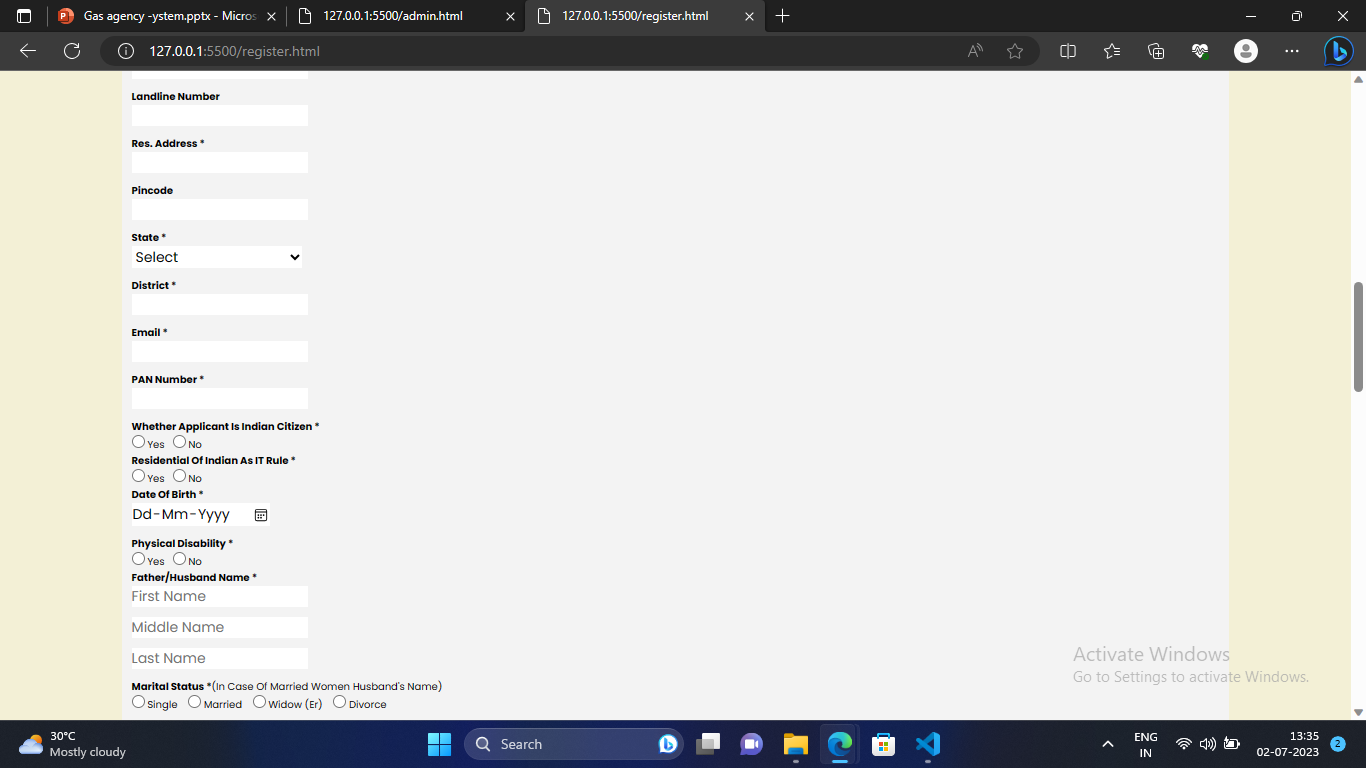 Gas agency -ystem.pptx - Micros
127.0.0.1:5500/admin.html
127.0.0.1:5500/register.html
127.0.0.1:5500/register.html
Landline Number
Res. Address *
Pincode
State *
Select
District *
Email *
PAN Number *
Whether Applicant Is Indian Citizen *
Yes No
Residential Of Indian As IT Rule *
Yes No
Date Of Birth *
Dd-Mm-Yyyy
Physical Disability *
Yes No
Father/Husband Name *
First Name
Middle Name
Last Name
Marital Status *(In Case Of Married Women Husband's Name)
Single Married Widow (Er) Divorce
Activate Windows
Go to Settings to activate Windows.
30°C
Mostly cloudy
Search
ENG
IN
13:35
02-07-2023
2